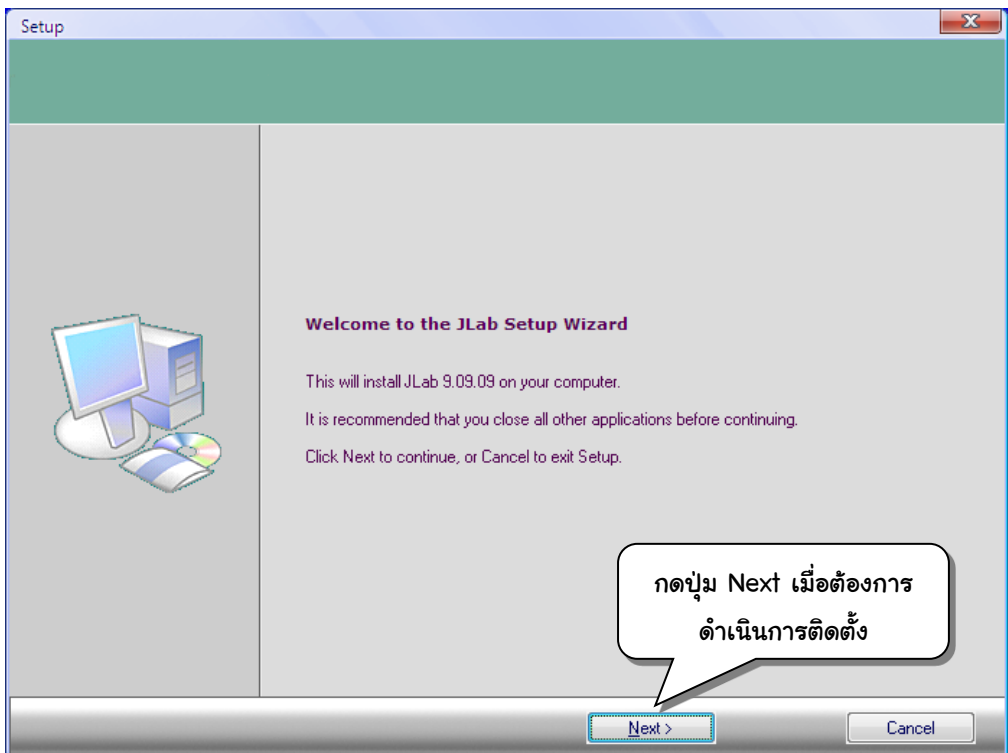 Setup
Welcome to the JLab Setup Wizard
This will install JLab 9.09.09 on your computer.
It is recommended that you close all other applications before continuing.
Click Next to continue, or Cancel to exit Setup.
กดปุ่ม Next เมื่อต้องการ
ดำเนินการติดตั้ง
Next >
Cancel